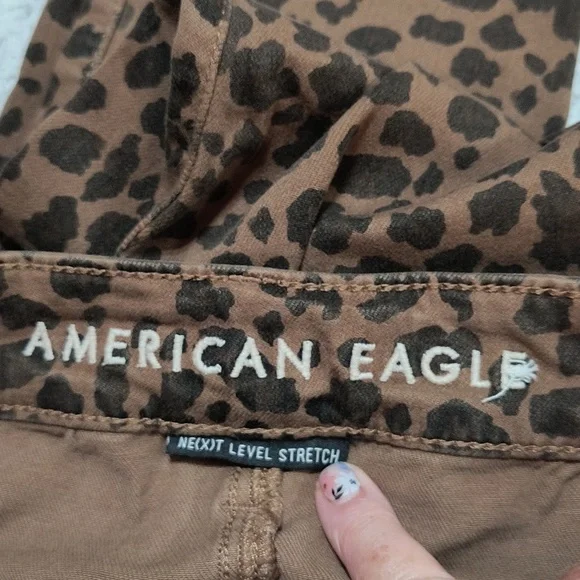 AMERICAN EAGLE
NE(X)T LEVEL STRETCH